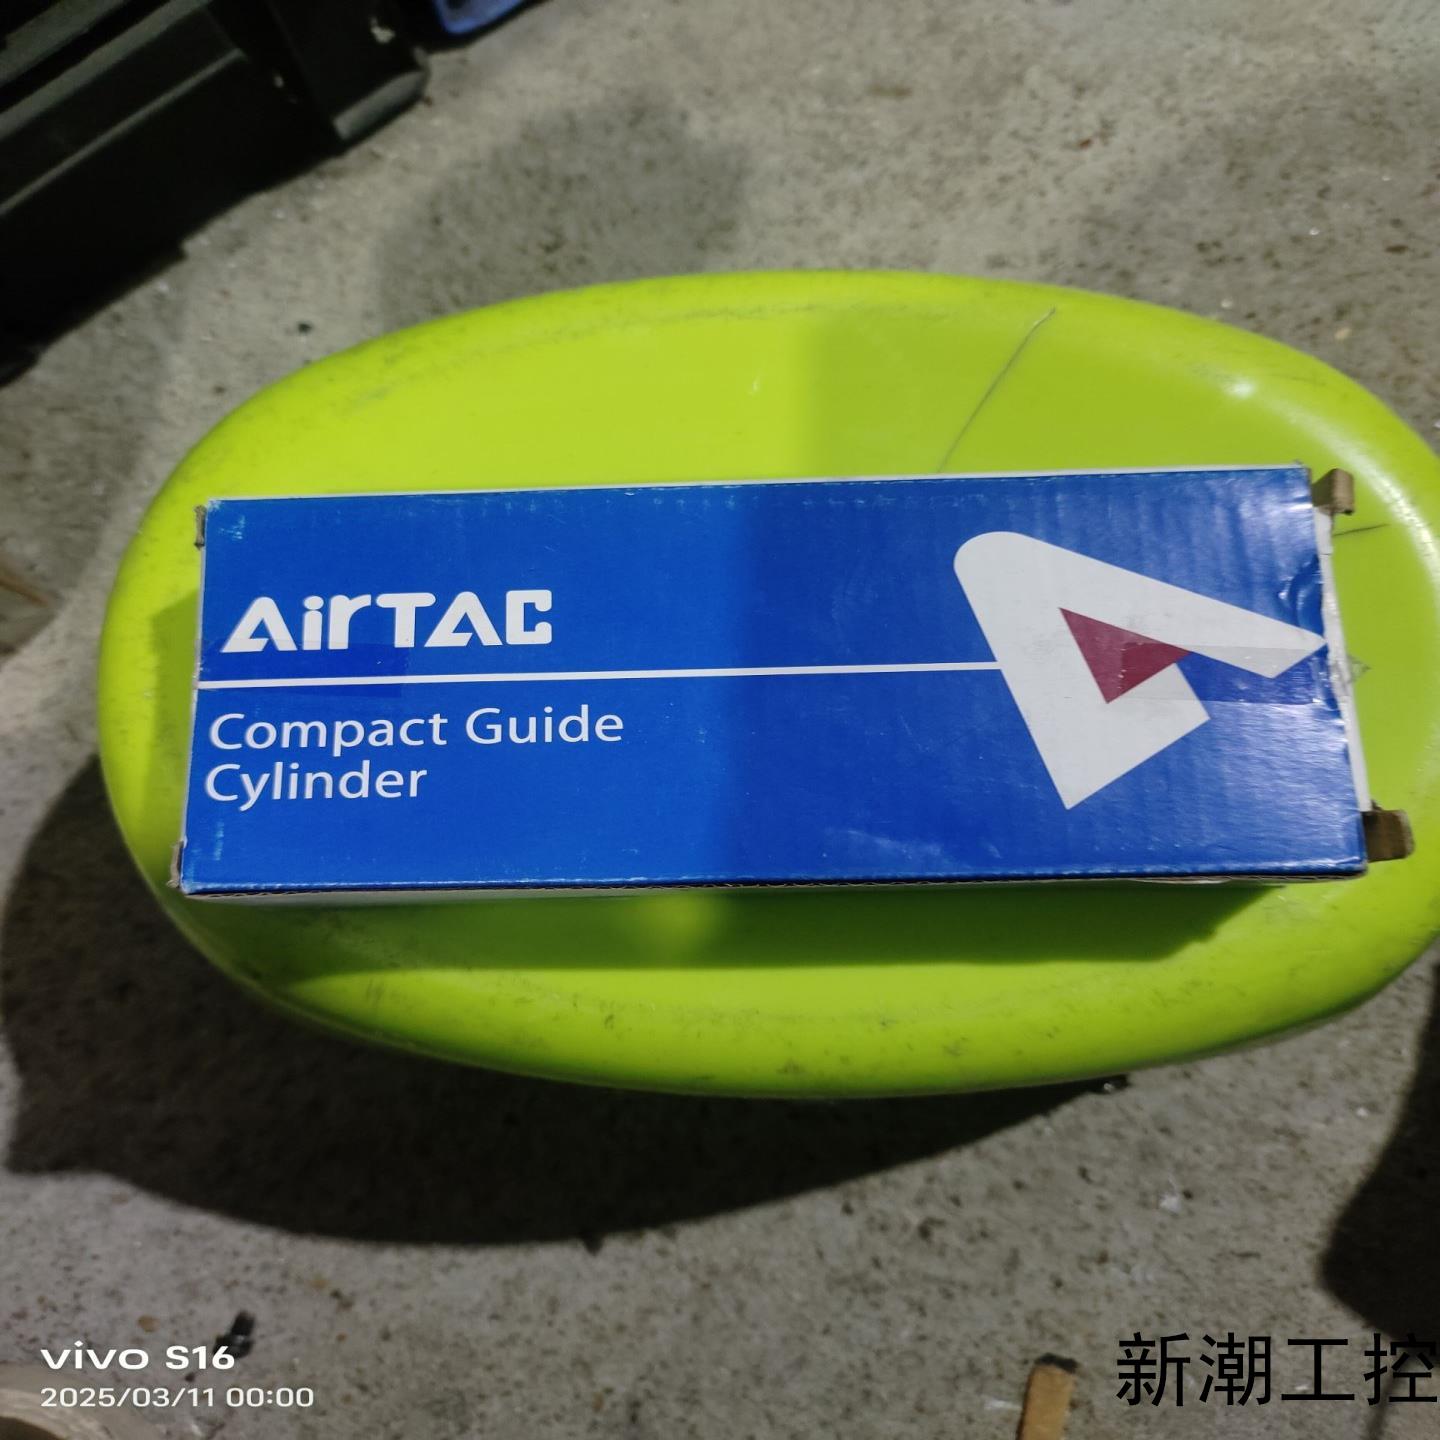 AirTAC
Compact Guide
Cylinder
vivo S16
2025/03/11 00:00
新潮工控